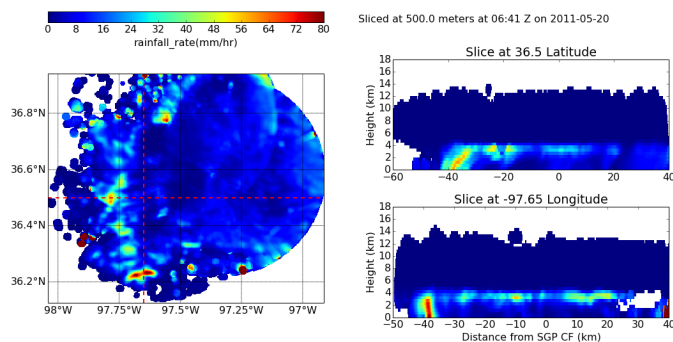 0 8 16 24 32 40 48 56 64 72 80
rainfall_rate(mm/hr)
36.8°N
36.6°N
36.4°N
36.2°N
98°W 97.75°W 97.5°W 97.25°W 97°W
Sliced at 500.0 meters at 06:41 Z on 2011-05-20
Slice at 36.5 Latitude
Height (km)
18
16
14
12
10
8
6
4
2
0
−60 −40 −20 0 20 40
Slice at -97.65 Longitude
Height (km)
18
16
14
12
10
8
6
4
2
0
−50 −40 −30 −20 −10 0 10 20 30 40
Distance from SGP CF (km)